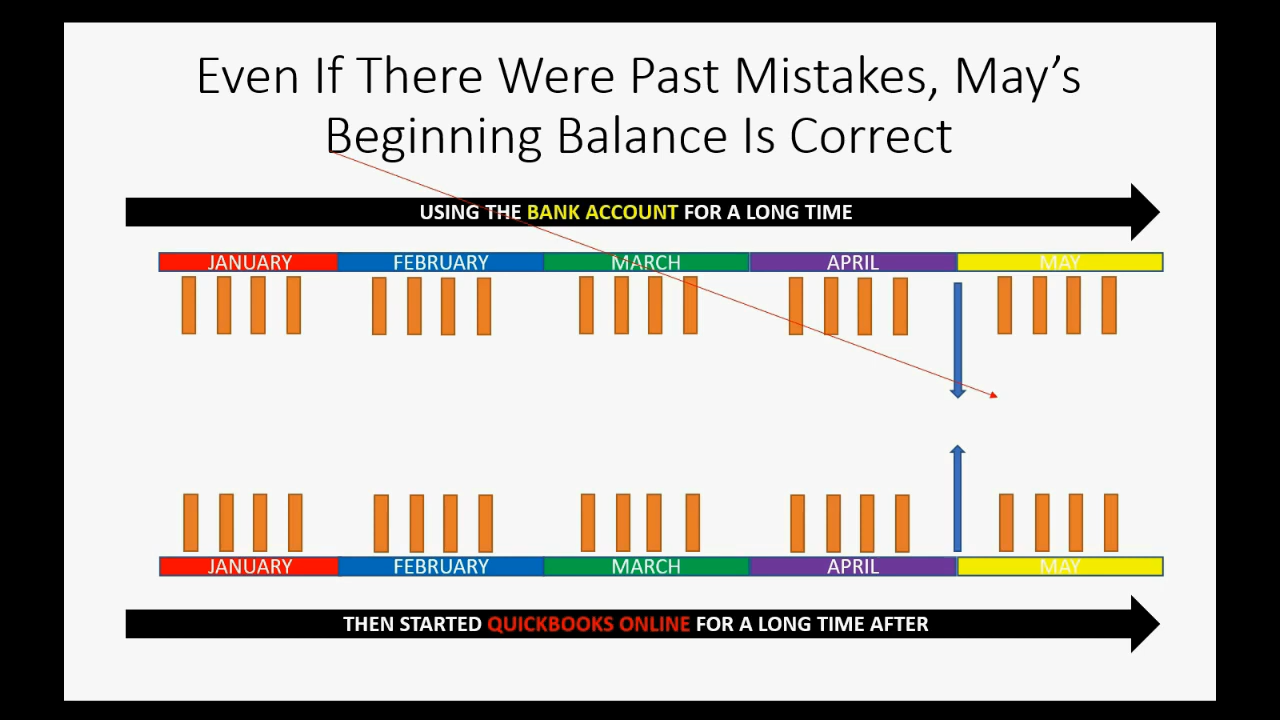 Even If There Were Past Mistakes, May’s
Beginning Balance Is Correct
USING THE BANK ACCOUNT FOR A LONG TIME
JANUARY FEBRUARY MARCH APRIL MAY
JANUARY FEBRUARY MARCH APRIL MAY
THEN STARTED QUICKBOOKS ONLINE FOR A LONG TIME AFTER